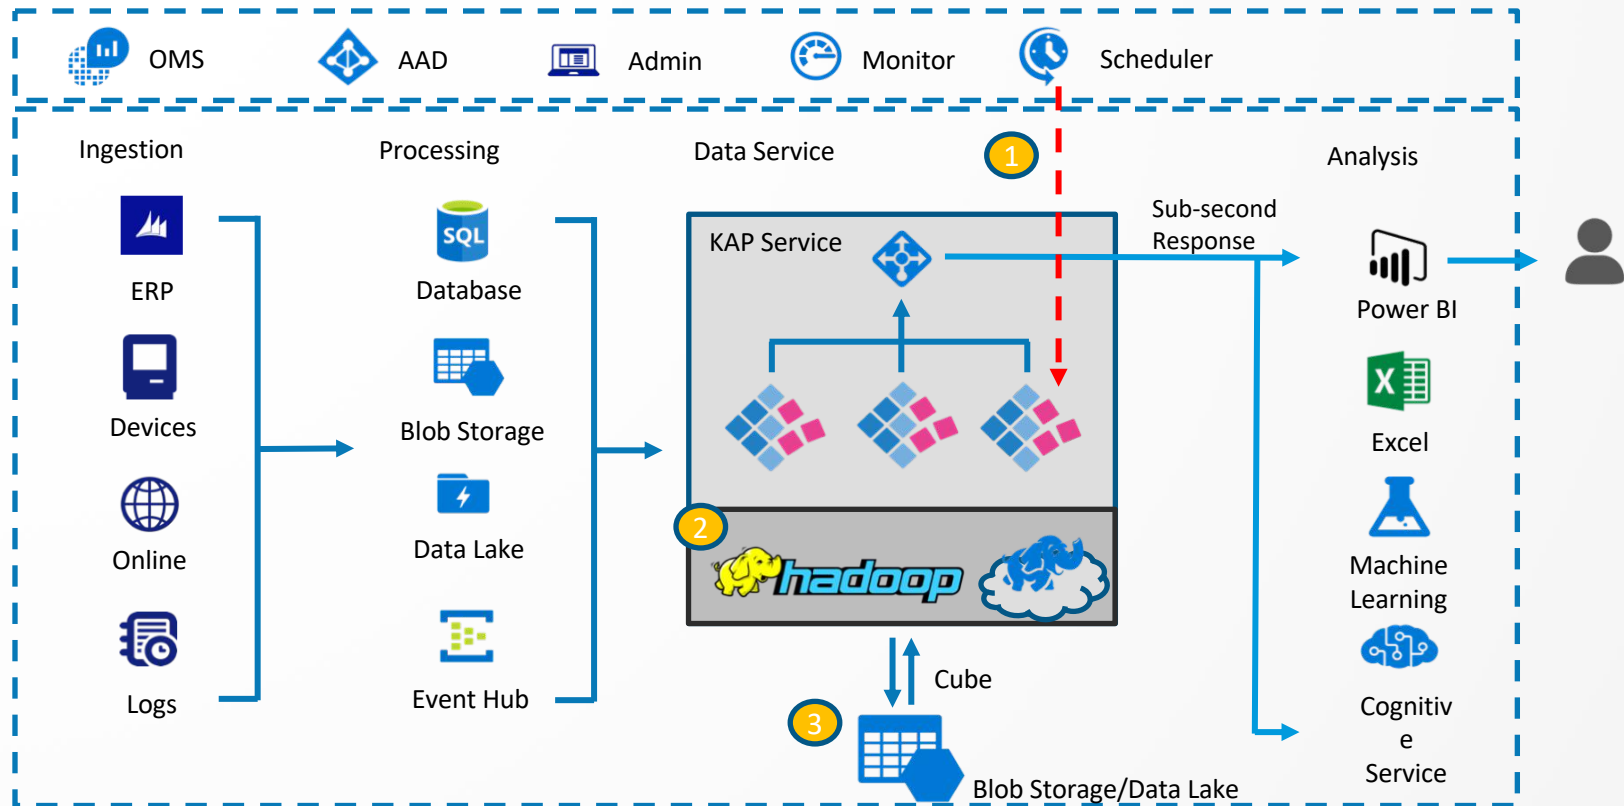 OMS
AAD
Admin
Monitor
Scheduler
Ingestion
Processing
Data Service
1
Analysis
ERP
Devices
Online
Logs
SQL
Database
Blob Storage
Data Lake
Event Hub
KAP Service
2
hadoop
Cube
3
Blob Storage/Data Lake
Sub-second
Response
Power BI
X
Excel
Machine
Learning
Cognitiv
e
Service